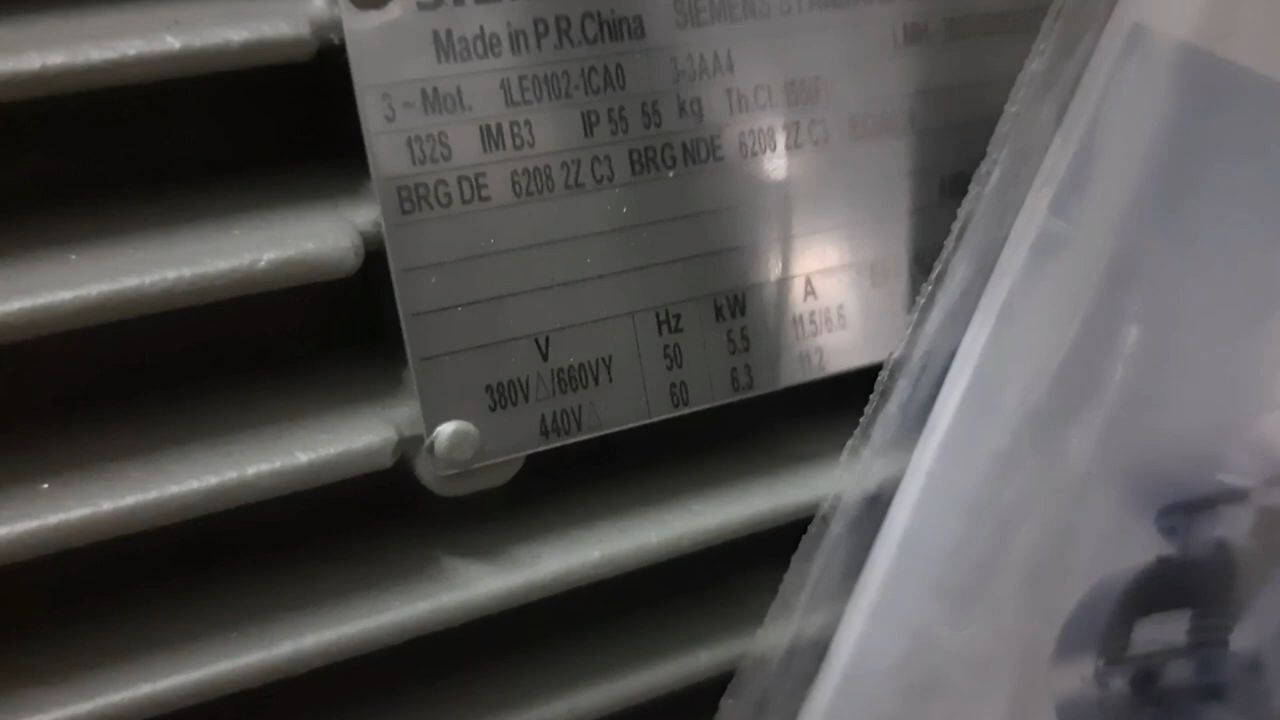 Made in P.R.China SIEMENS STANDARD
3~Mot. 1LE0102-1CA0 3-3AA4
132S IM B3 IP 55 55 kg Th.Cl. 155(F)
BRG DE 6208 2Z C3 BRG NDE 6208 2Z C3
V Hz kW A
380V△/660VY 50 5.5 11.5/6.6
440V△ 60 6.3 11.2